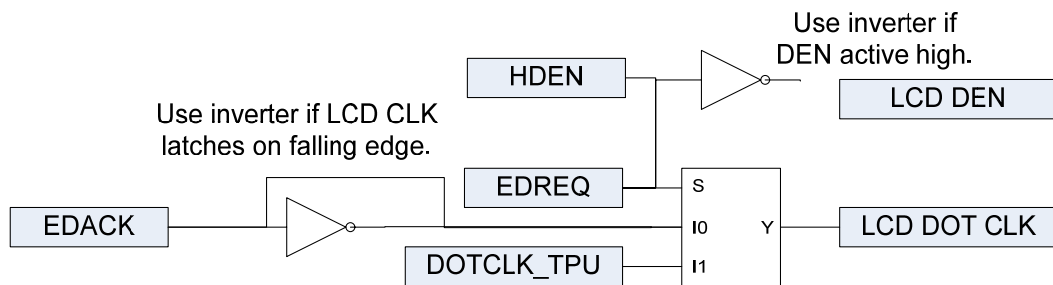 Use inverter if
DEN active high.
HDEN
LCD DEN
Use inverter if LCD CLK
latches on falling edge.
EDREQ
S
EDACK
I0
Y
LCD DOT CLK
DOTCLK_TPU
I1